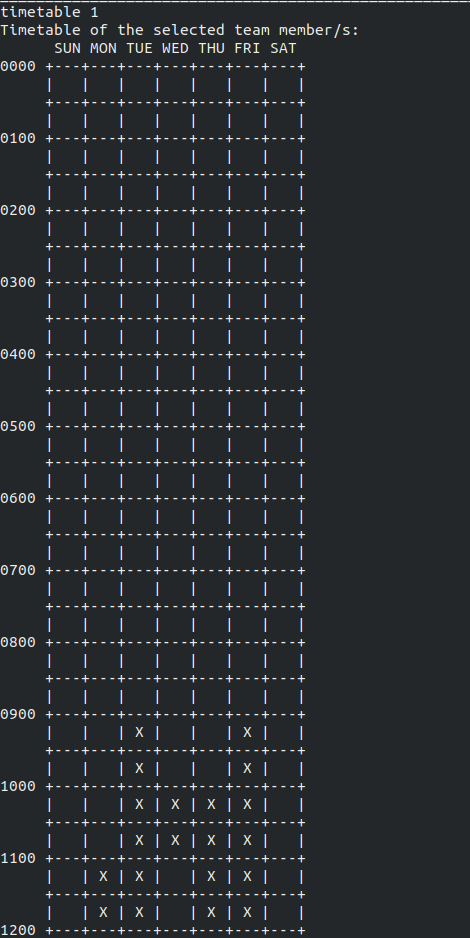 timetable 1
Timetable of the selected team member/s:
      SUN MON TUE WED THU FRI SAT
0000 +---+---+---+---+---+---+---+
     |   |   |   |   |   |   |   |
     +---+---+---+---+---+---+---+
     |   |   |   |   |   |   |   |
0100 +---+---+---+---+---+---+---+
     |   |   |   |   |   |   |   |
     +---+---+---+---+---+---+---+
     |   |   |   |   |   |   |   |
0200 +---+---+---+---+---+---+---+
     |   |   |   |   |   |   |   |
     +---+---+---+---+---+---+---+
     |   |   |   |   |   |   |   |
0300 +---+---+---+---+---+---+---+
     |   |   |   |   |   |   |   |
     +---+---+---+---+---+---+---+
     |   |   |   |   |   |   |   |
0400 +---+---+---+---+---+---+---+
     |   |   |   |   |   |   |   |
     +---+---+---+---+---+---+---+
     |   |   |   |   |   |   |   |
0500 +---+---+---+---+---+---+---+
     |   |   |   |   |   |   |   |
     +---+---+---+---+---+---+---+
     |   |   |   |   |   |   |   |
0600 +---+---+---+---+---+---+---+
     |   |   |   |   |   |   |   |
     +---+---+---+---+---+---+---+
     |   |   |   |   |   |   |   |
0700 +---+---+---+---+---+---+---+
     |   |   |   |   |   |   |   |
     +---+---+---+---+---+---+---+
     |   |   |   |   |   |   |   |
0800 +---+---+---+---+---+---+---+
     |   |   |   |   |   |   |   |
     +---+---+---+---+---+---+---+
     |   |   |   |   |   |   |   |
0900 +---+---+---+---+---+---+---+
     |   |   | X |   |   | X |   |
     +---+---+---+---+---+---+---+
     |   |   | X |   |   | X |   |
1000 +---+---+---+---+---+---+---+
     |   |   | X | X | X | X |   |
     +---+---+---+---+---+---+---+
     |   |   | X | X | X | X |   |
1100 +---+---+---+---+---+---+---+
     |   | X | X |   | X | X |   |
     +---+---+---+---+---+---+---+
     |   | X | X |   | X | X |   |
1200 +---+---+---+---+---+---+---+